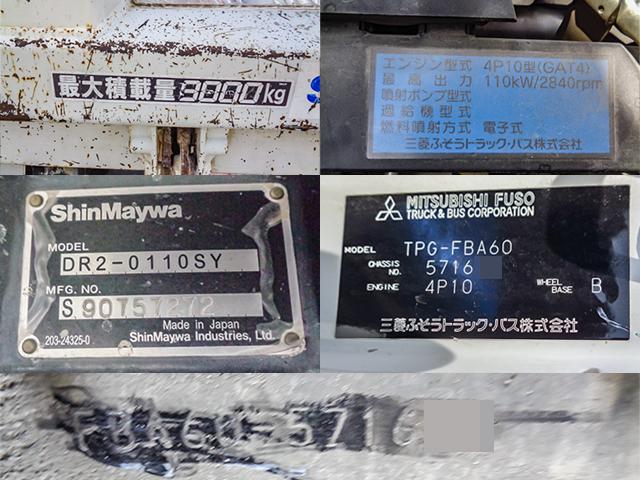 最大積載量3000kg
エンジン型式 4P10型(GAT4)
最高出力 110kW/2840rpm
噴射ポンプ型式
過給機型式
燃料噴射方式 電子式
三菱ふそうトラック・バス株式会社
ShinMaywa
MODEL
DR2-0110SY
MFG. NO.
S.90757272
Made in Japan
203-24325-0 ShinMaywa Industries, Ltd.
MITSUBISHI FUSO
TRUCK & BUS CORPORATION
MODEL TPG-FBA60
CHASSIS NO. 5716
ENGINE 4P10 WHEEL BASE B
三菱ふそうトラック・バス株式会社
FBA60-5716